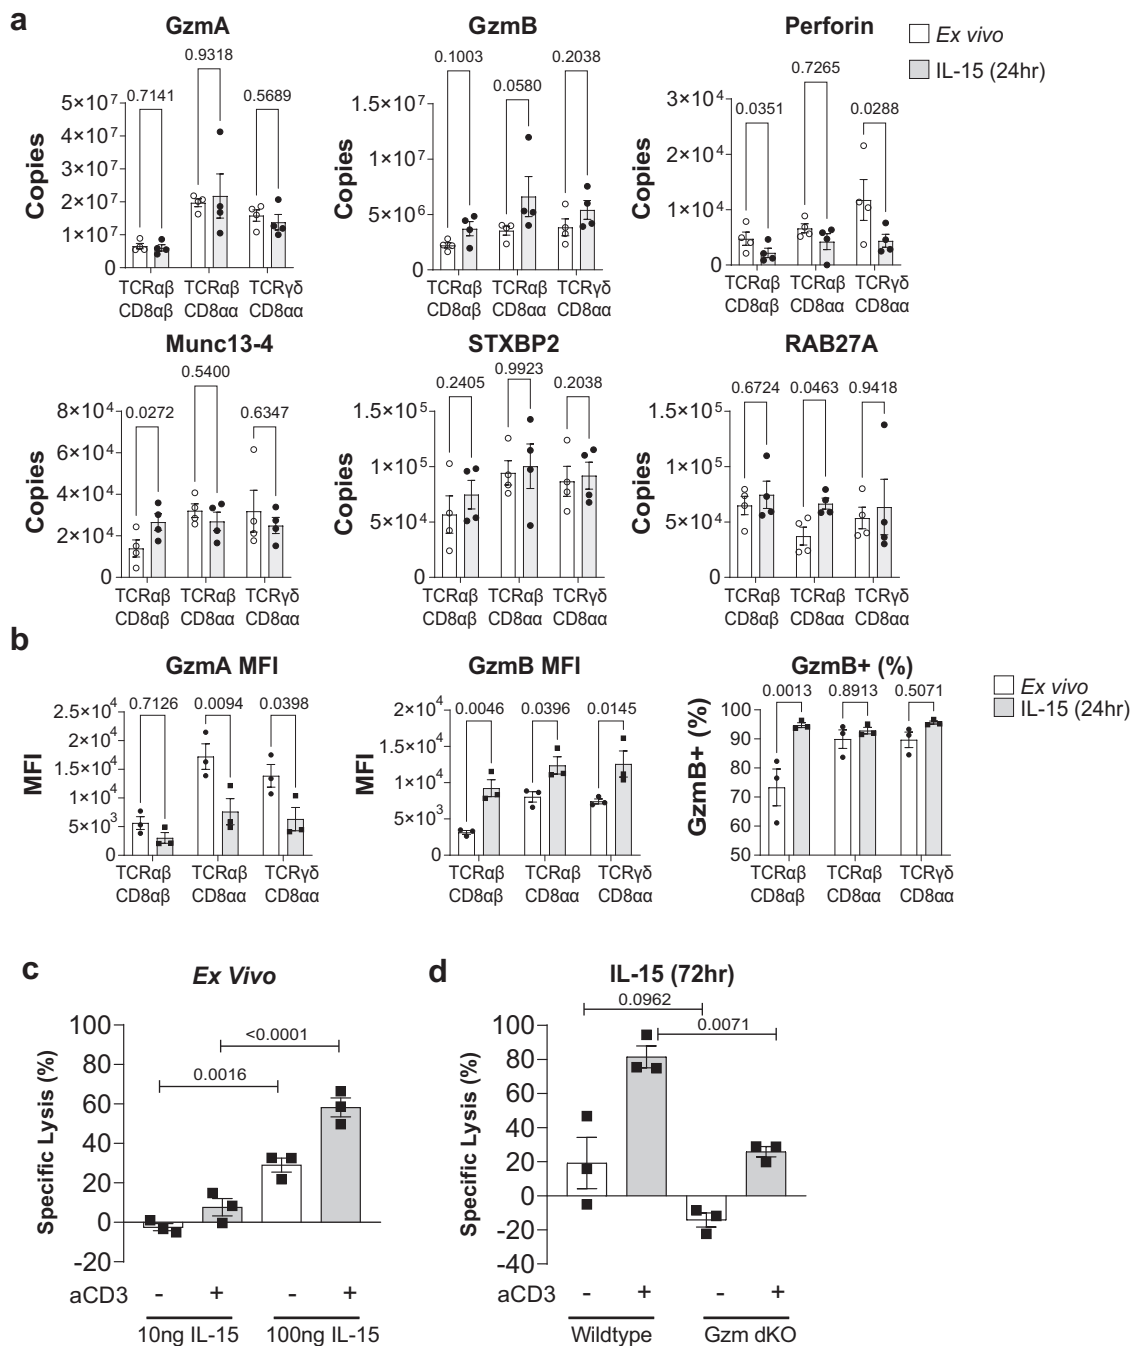 a
GzmA
GzmB
Perforin
Ex vivo
IL-15 (24hr)
0.7141
0.9318
0.5689
Copies
5×10⁷
4×10⁷
3×10⁷
2×10⁷
1×10⁷
0
TCRαβ TCRαβ TCRγδ
CD8αβ CD8αα CD8αα
0.1003
0.0580
0.2038
Copies
1.5×10⁷
1×10⁷
5×10⁶
0
TCRαβ TCRαβ TCRγδ
CD8αβ CD8αα CD8αα
0.0351
0.7265
0.0288
Copies
3×10⁴
2×10⁴
1×10⁴
0
TCRαβ TCRαβ TCRγδ
CD8αβ CD8αα CD8αα
Munc13-4
STXBP2
RAB27A
0.0272
0.5400
0.6347
Copies
8×10⁴
6×10⁴
4×10⁴
2×10⁴
0
TCRαβ TCRαβ TCRγδ
CD8αβ CD8αα CD8αα
0.2405
0.9923
0.2038
Copies
1.5×10⁵
1×10⁵
5×10⁴
0
TCRαβ TCRαβ TCRγδ
CD8αβ CD8αα CD8αα
0.6724
0.0463
0.9418
Copies
1.5×10⁵
1×10⁵
5×10⁴
0
TCRαβ TCRαβ TCRγδ
CD8αβ CD8αα CD8αα
b
GzmA MFI
GzmB MFI
GzmB+ (%)
Ex vivo
IL-15 (24hr)
0.7126
0.0094
0.0398
MFI
2.5×10⁴
2×10⁴
1.5×10⁴
1×10⁴
5×10³
0
TCRαβ TCRαβ TCRγδ
CD8αβ CD8αα CD8αα
0.0046
0.0396
0.0145
MFI
2×10⁴
1.5×10⁴
1×10⁴
5×10³
0
TCRαβ TCRαβ TCRγδ
CD8αβ CD8αα CD8αα
0.0013
0.8913
0.5071
GzmB+ (%)
100
90
80
70
60
50
TCRαβ TCRαβ TCRγδ
CD8αβ CD8αα CD8αα
c
Ex Vivo
<0.0001
0.0016
Specific Lysis (%)
100
80
60
40
20
0
-20
aCD3 - + - +
10ng IL-15 100ng IL-15
d
IL-15 (72hr)
0.0962
0.0071
Specific Lysis (%)
100
80
60
40
20
0
-20
-40
aCD3 - + - +
Wildtype Gzm dKO